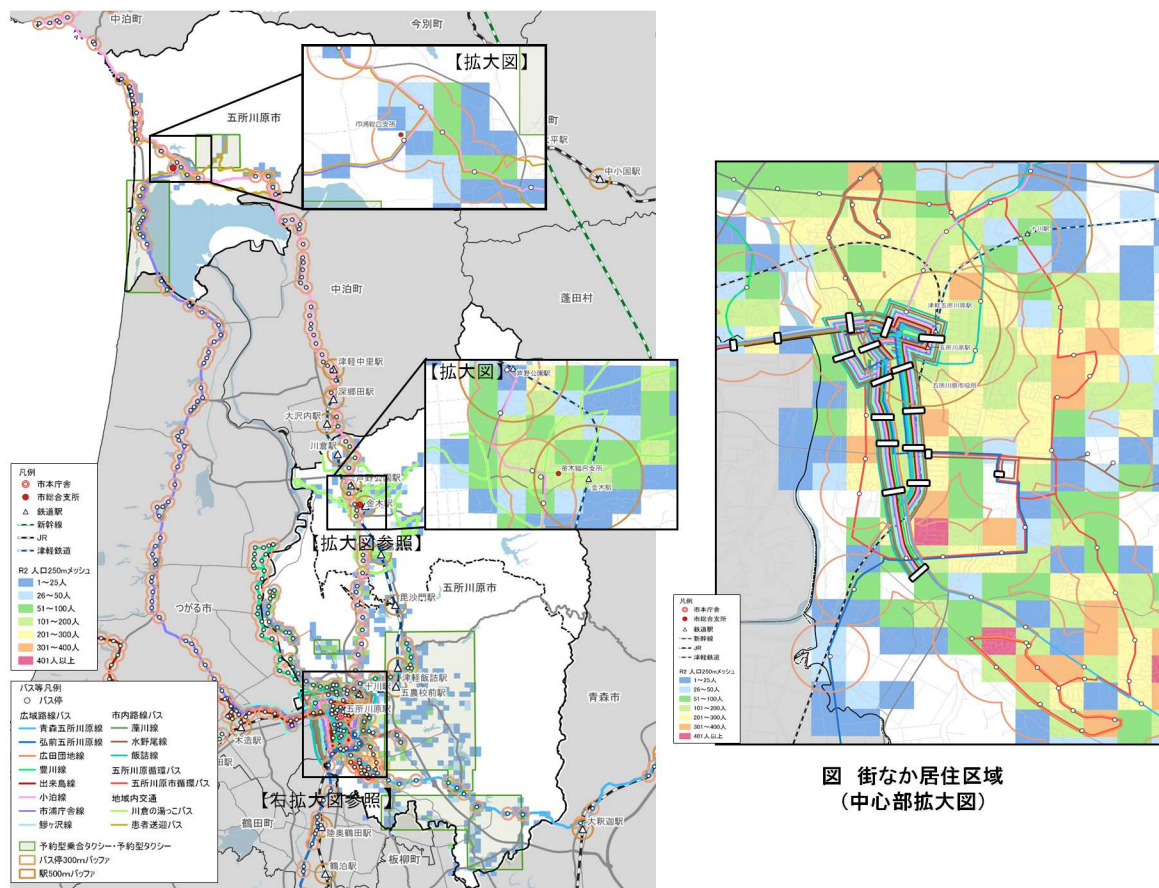 中泊町
今別町
【拡大図】
五所川原市
市浦総合支所
町
大平駅
中小国駅
中泊町
蓬田村
津軽中里駅
深郷田駅
大沢内駅
川倉駅
芦野公園駅
金木駅
【拡大図】
芦野公園駅
金木総合支所
金木駅
【拡大図参照】
五所川原市
毘沙門駅
つがる市
津軽飯詰駅
五農校前駅
十川駅
五所川原駅
木造駅
田駅
青森市
【右拡大図参照】
鶴田町
陸奥鶴田駅
板柳町
鶴泊駅
大釈迦駅
凡例
市本庁舎
市総合支所
鉄道駅
新幹線
JR
津軽鉄道
R2 人口250mメッシュ
1~25人
26~50人
51~100人
101~200人
201~300人
301~400人
401人以上
バス等凡例
バス停
広域路線バス
青森五所川原線
弘前五所川原線
広田団地線
豊川線
出来島線
小泊線
市浦庁舎線
鰺ヶ沢線
市内路線バス
藻川線
水野尾線
飯詰線
五所川原循環バス
五所川原市循環バス
地域内交通
川倉の湯っこバス
患者送迎バス
予約型乗合タクシー・予約型タクシー
バス停300mバッファ
駅500mバッファ
十川駅
津軽五所川原駅
五所川原駅
五所川原市役所
凡例
市本庁舎
市総合支所
鉄道駅
新幹線
JR
津軽鉄道
R2 人口250mメッシュ
1~25人
26~50人
51~100人
101~200人
201~300人
301~400人
401人以上
図 街なか居住区域
(中心部拡大図)